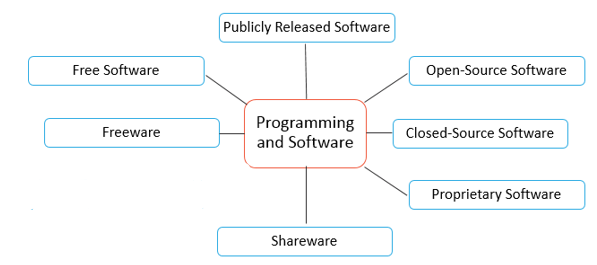 Publicly Released Software
Free Software
Open-Source Software
Freeware
Programming
and Software
Closed-Source Software
Proprietary Software
Shareware